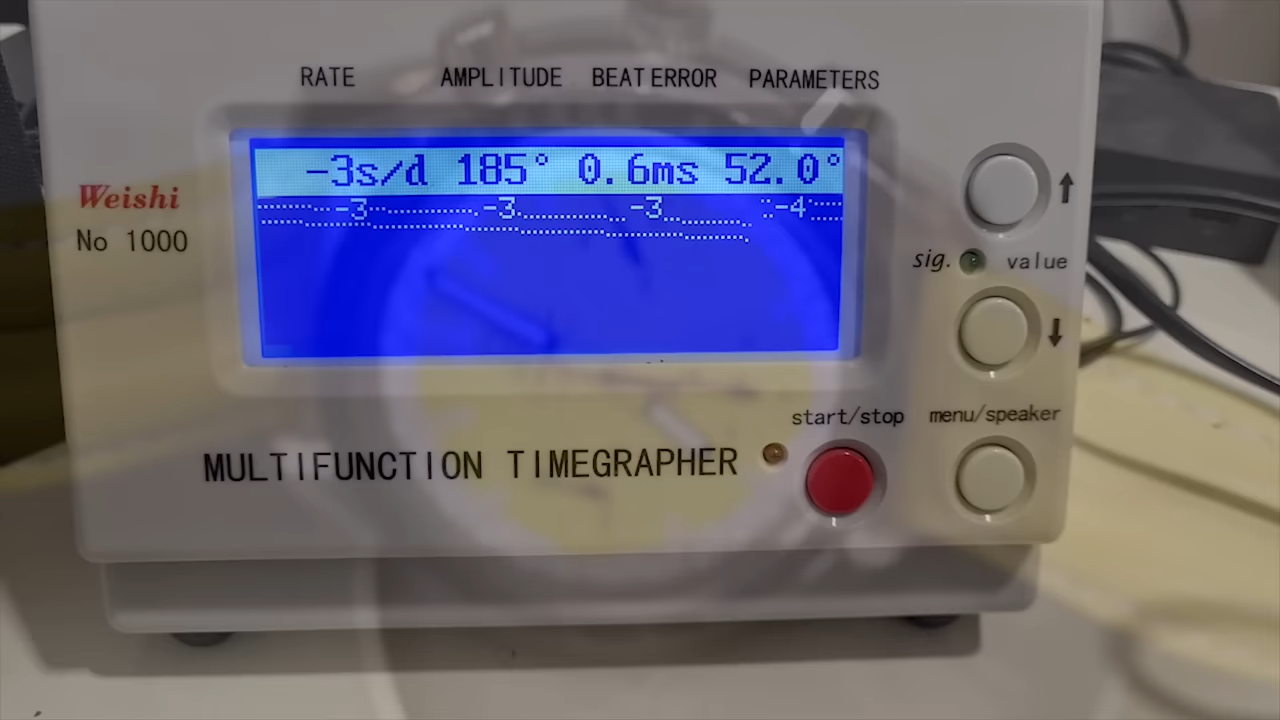 RATE AMPLITUDE BEAT ERROR PARAMETERS
-3s/d 185° 0.6ms 52.0°
-3 -3 -3 -4
Weishi
No 1000
sig. value
start/stop menu/speaker
MULTIFUNCTION TIMEGRAPHER